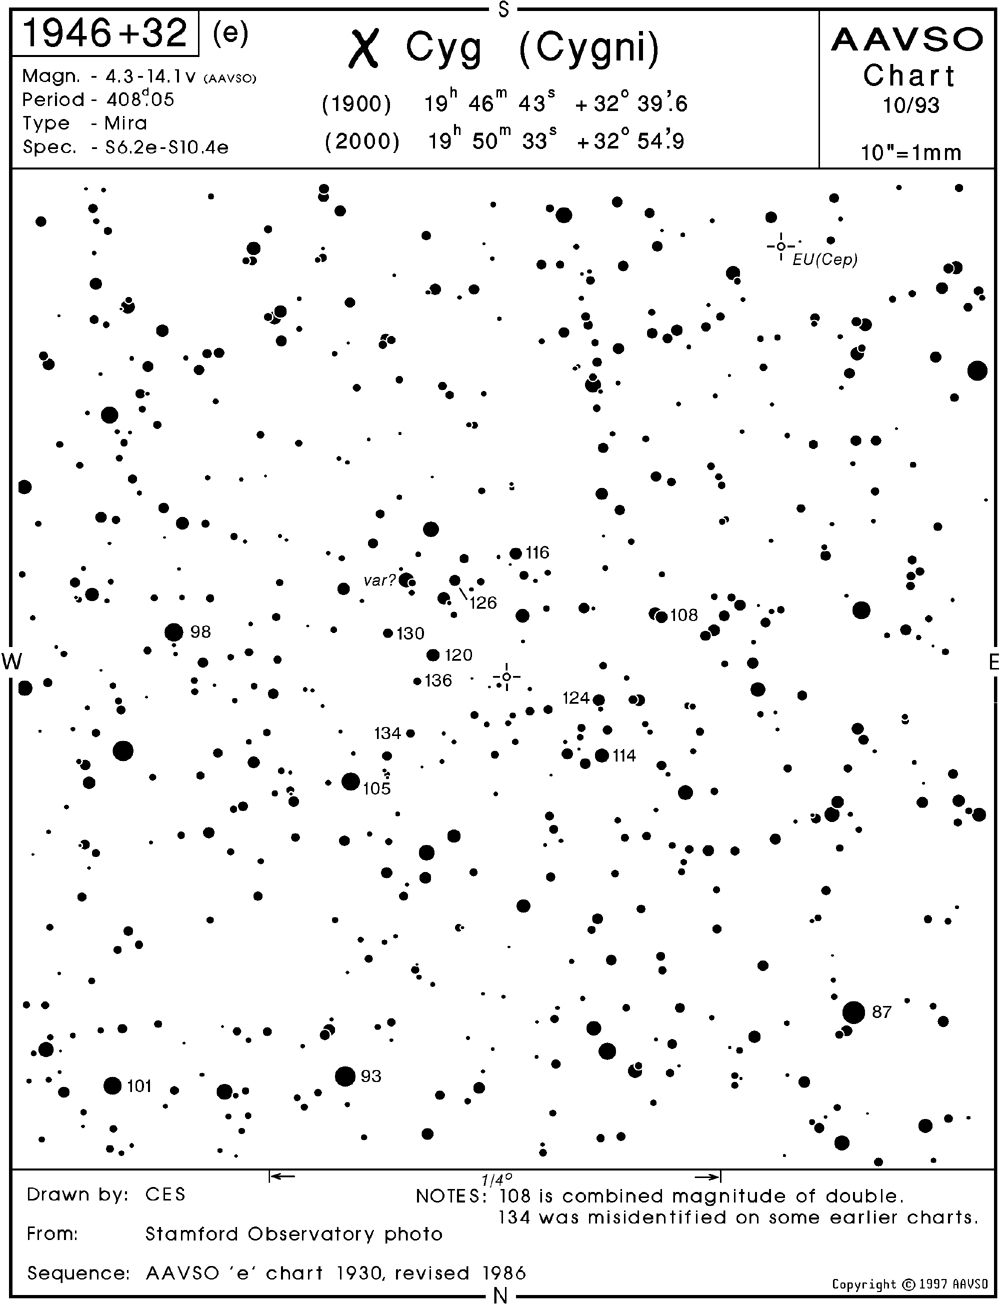 S
1946+32 (e)
Magn. - 4.3-14.1v (AAVSO)
Period - 408ᵈ.05
Type - Mira
Spec. - S6.2e-S10.4e
χ Cyg (Cygni)
(1900) 19ʰ 46ᵐ 43ˢ +32° 39'.6
(2000) 19ʰ 50ᵐ 33ˢ +32° 54'.9
AAVSO
Chart
10/93
10"=1mm
EU(Cep)
116
var?
126
108
98
130
120
W
E
136
124
134
114
105
87
93
101
1/4°
Drawn by: CES
From: Stamford Observatory photo
Sequence: AAVSO 'e' chart 1930, revised 1986
NOTES: 108 is combined magnitude of double.
134 was misidentified on some earlier charts.
Copyright © 1997 AAVSO
N